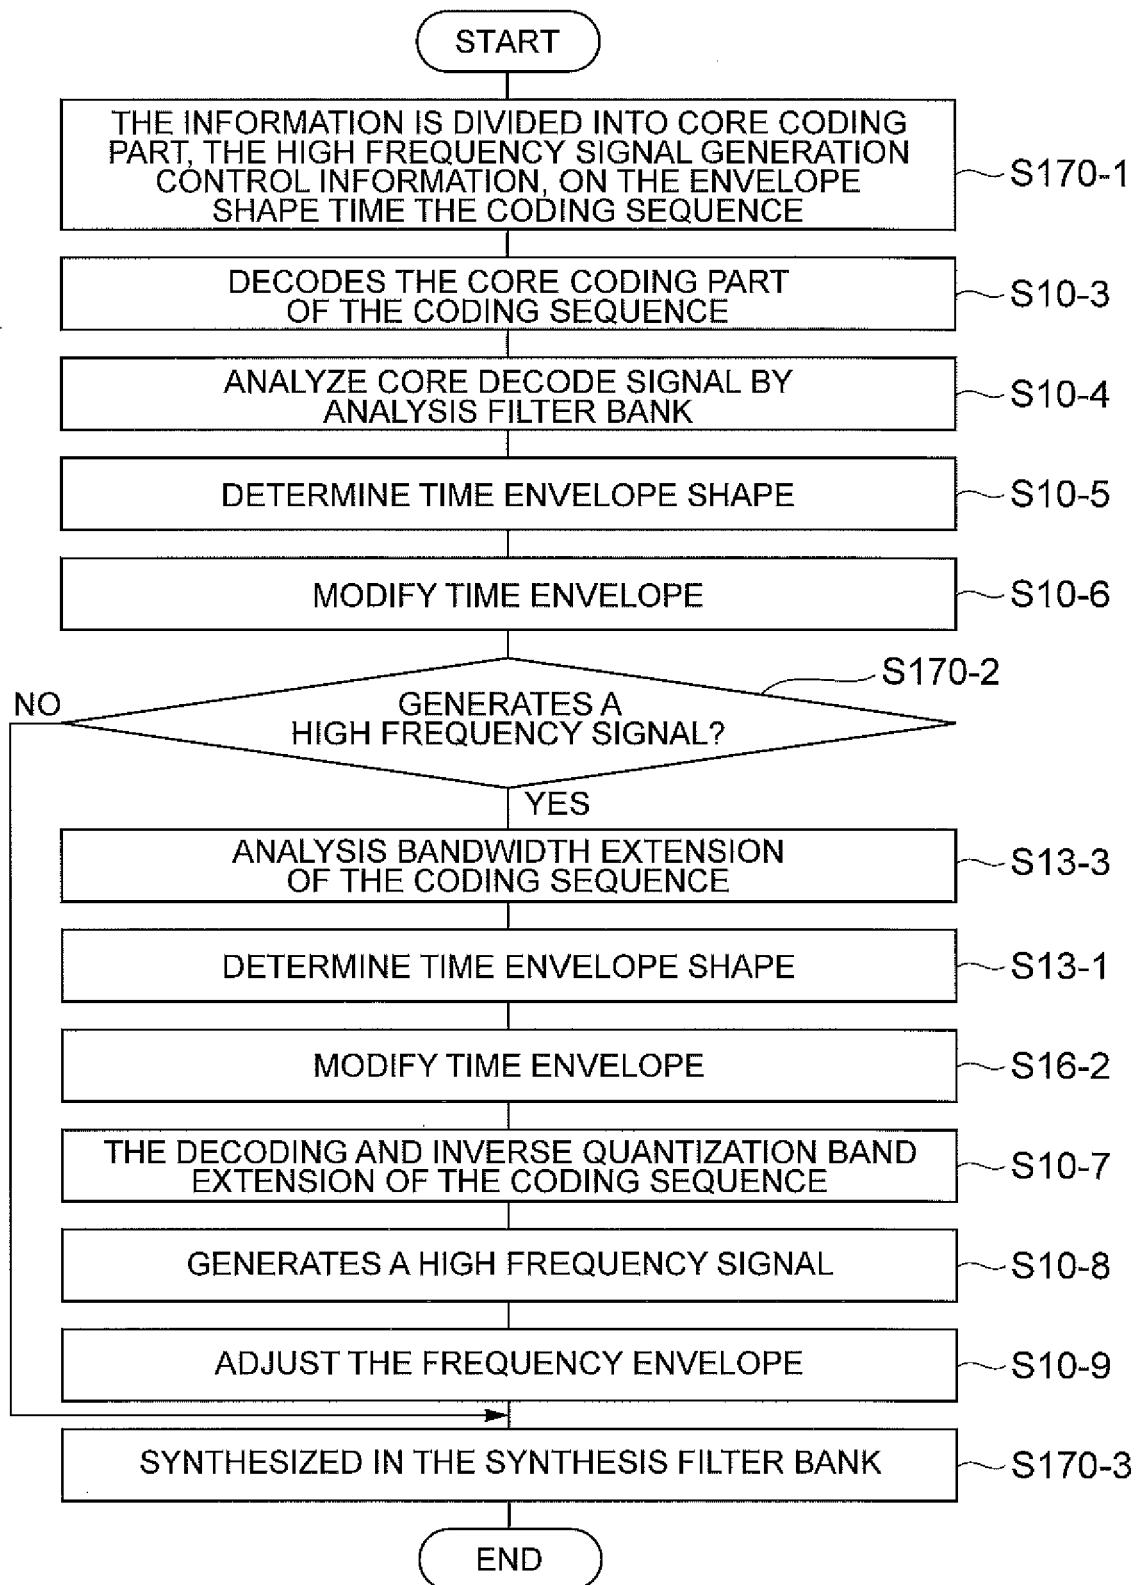 START
THE INFORMATION IS DIVIDED INTO CORE CODING
PART, THE HIGH FREQUENCY SIGNAL GENERATION
CONTROL INFORMATION, ON THE ENVELOPE
SHAPE TIME THE CODING SEQUENCE
S170-1
DECODES THE CORE CODING PART
OF THE CODING SEQUENCE
S10-3
ANALYZE CORE DECODE SIGNAL BY
ANALYSIS FILTER BANK
S10-4
DETERMINE TIME ENVELOPE SHAPE
S10-5
MODIFY TIME ENVELOPE
S10-6
S170-2
NO
GENERATES A
HIGH FREQUENCY SIGNAL?
YES
ANALYSIS BANDWIDTH EXTENSION
OF THE CODING SEQUENCE
S13-3
DETERMINE TIME ENVELOPE SHAPE
S13-1
MODIFY TIME ENVELOPE
S16-2
THE DECODING AND INVERSE QUANTIZATION BAND
EXTENSION OF THE CODING SEQUENCE
S10-7
GENERATES A HIGH FREQUENCY SIGNAL
S10-8
ADJUST THE FREQUENCY ENVELOPE
S10-9
SYNTHESIZED IN THE SYNTHESIS FILTER BANK
S170-3
END